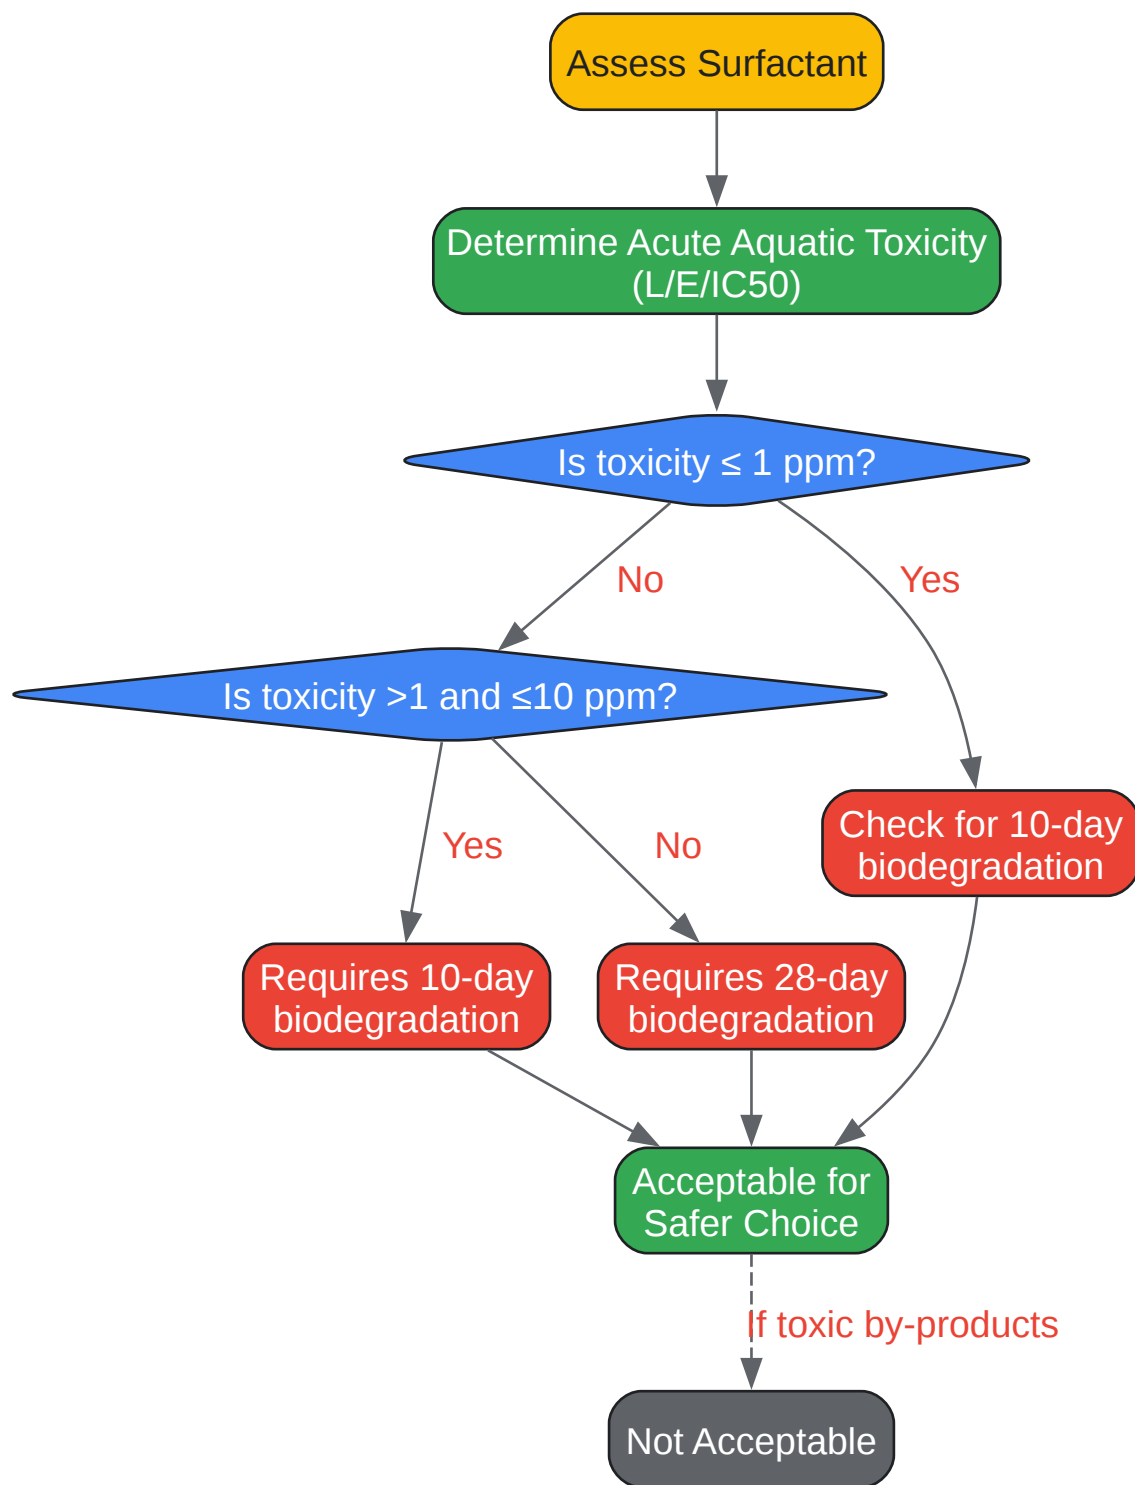 Assess Surfactant
Determine Acute Aquatic Toxicity
(L/E/IC50)
Is toxicity ≤ 1 ppm?
No
Yes
Is toxicity >1 and ≤10 ppm?
Yes
No
Check for 10-day
biodegradation
Requires 10-day
biodegradation
Requires 28-day
biodegradation
Acceptable for
Safer Choice
If toxic by-products
Not Acceptable